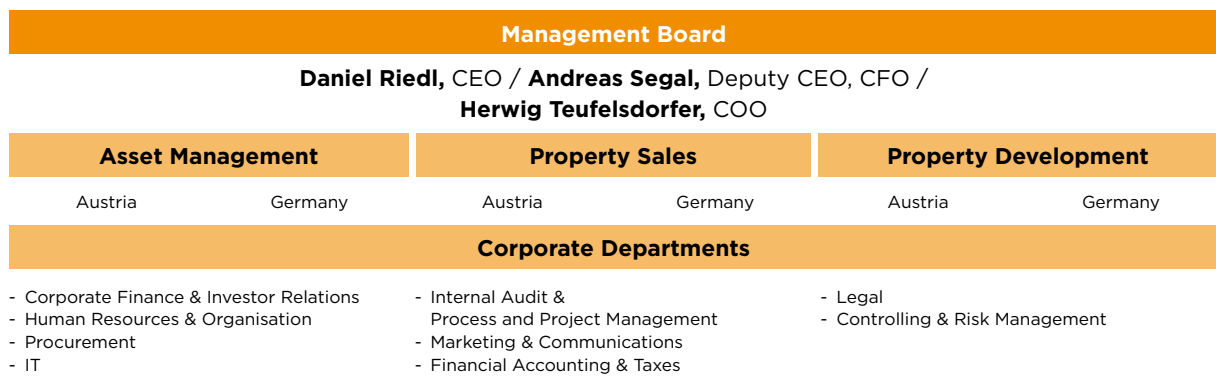 Management Board
Daniel Riedl, CEO / Andreas Segal, Deputy CEO, CFO /
Herwig Teufelsdorfer, COO
Asset Management
Property Sales
Property Development
Austria
Germany
Austria
Germany
Austria
Germany
Corporate Departments
- Corporate Finance & Investor Relations
- Human Resources & Organisation
- Procurement
- IT
- Internal Audit &
Process and Project Management
- Marketing & Communications
- Financial Accounting & Taxes
- Legal
- Controlling & Risk Management